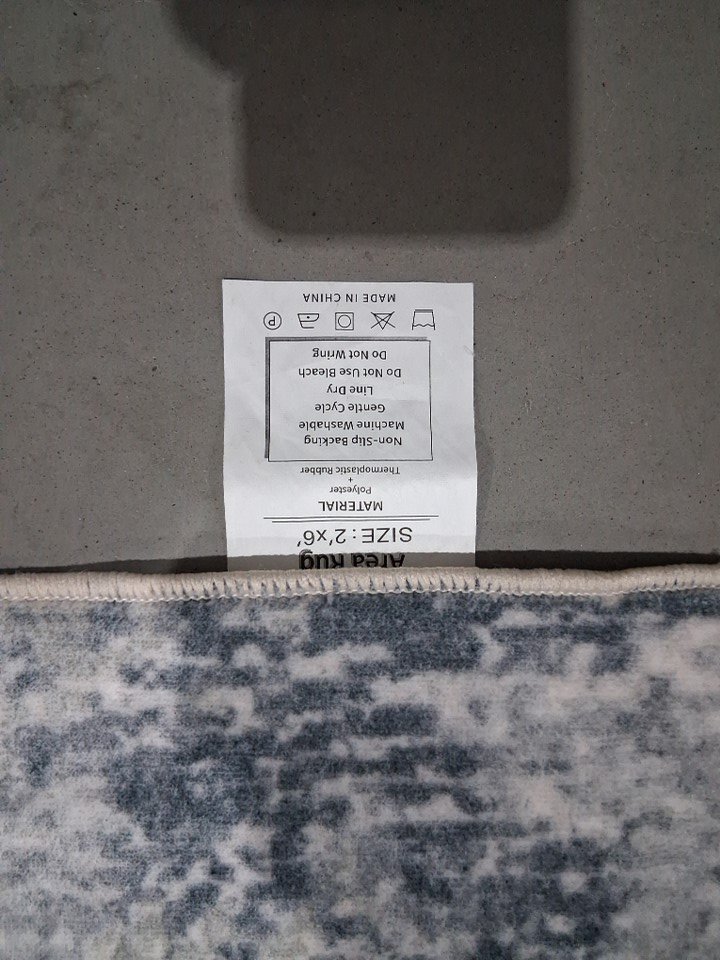 Area Rug
SIZE: 2'x6'
MATERIAL
Polyester
+
Thermoplastic Rubber
Non-Slip Backing
Machine Washable
Gentle Cycle
Line Dry
Do Not Use Bleach
Do Not Wring
P
MADE IN CHINA